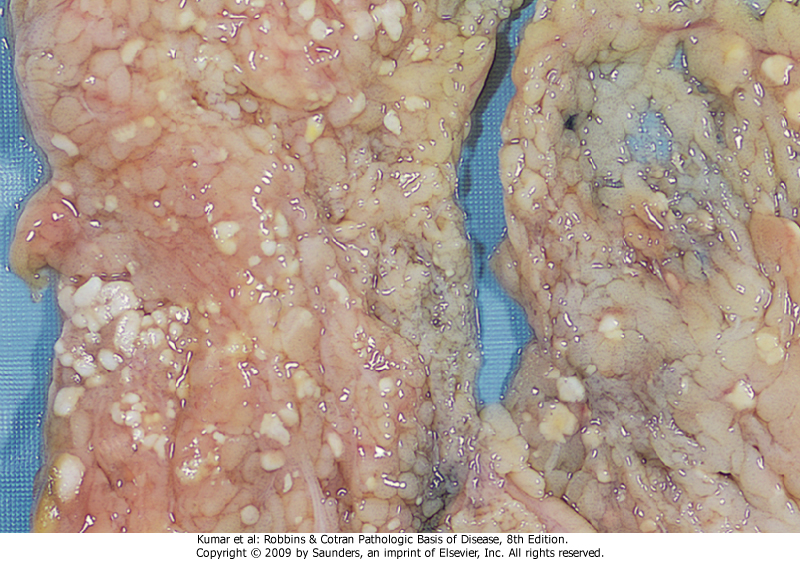 Kumar et al: Robbins & Cotran Pathologic Basis of Disease, 8th Edition.
Copyright © 2009 by Saunders, an imprint of Elsevier, Inc. All rights reserved.